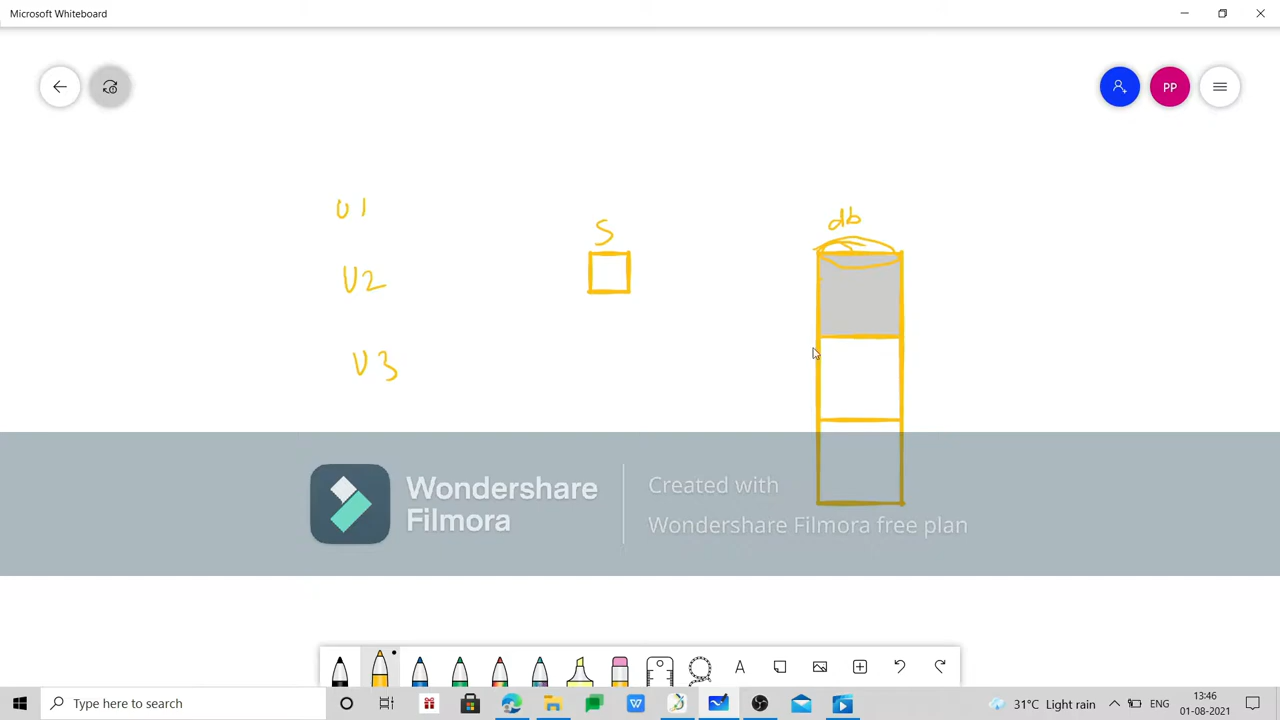 Microsoft Whiteboard
PP
U1
U2
U3
S
db
Wondershare
Filmora
Created with
Wondershare Filmora free plan
A
Type here to search
31°C Light rain
ENG
13:46
01-08-2021